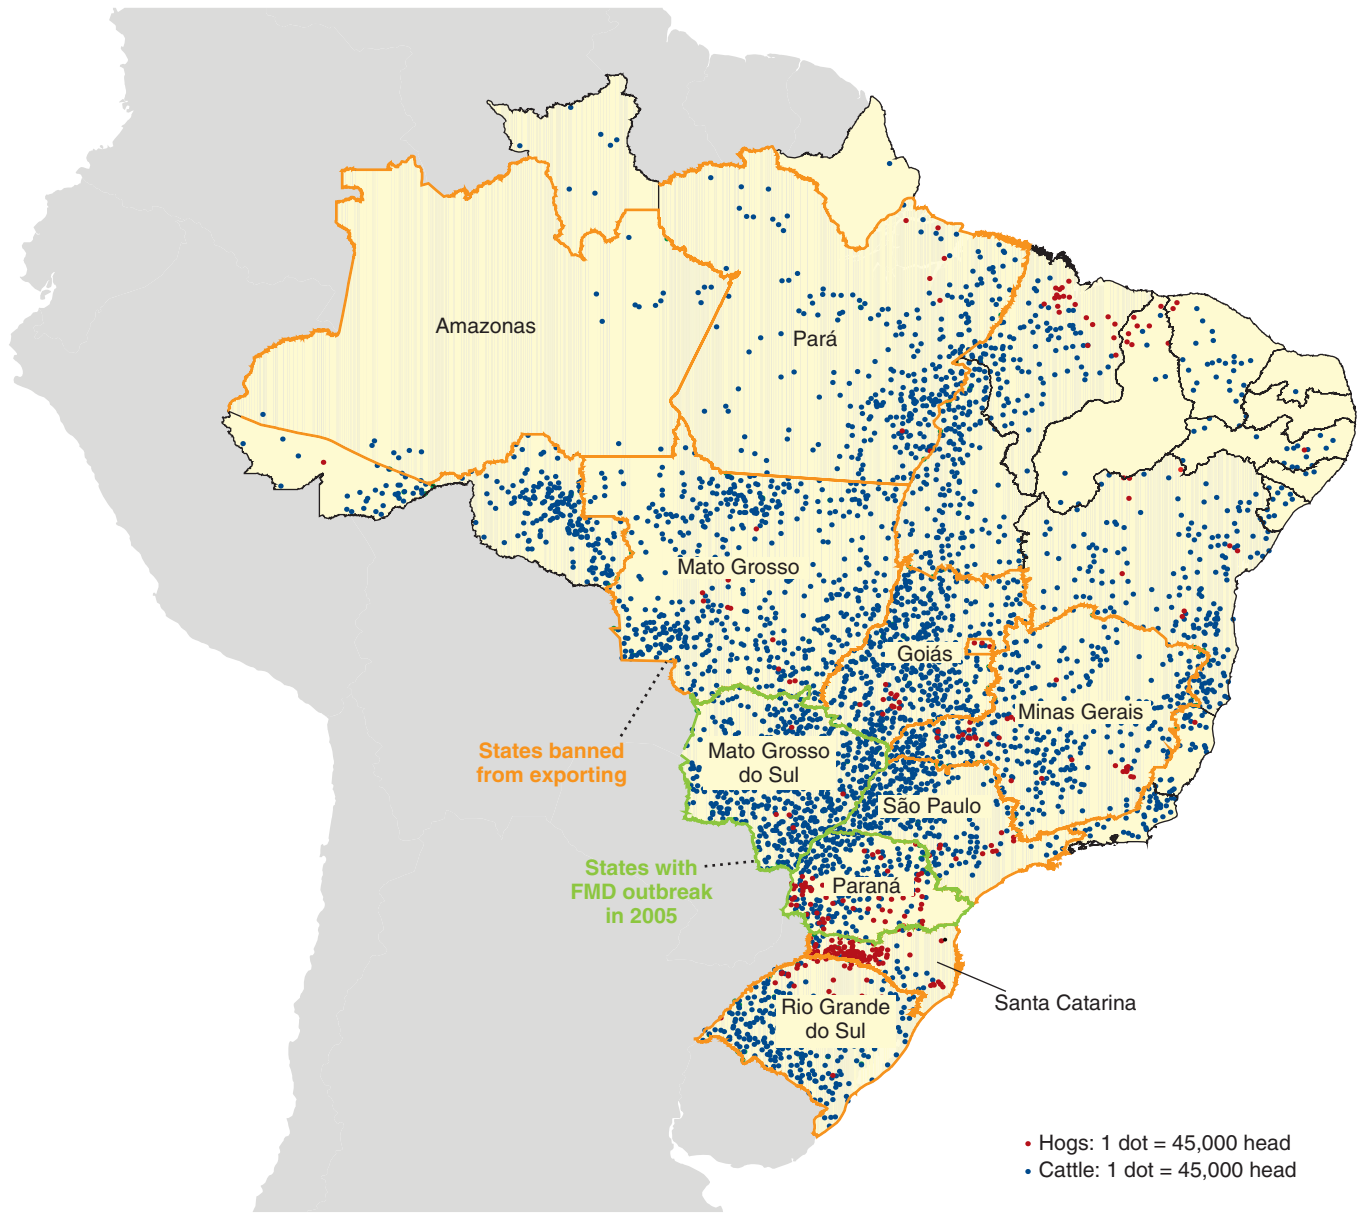 Amazonas
Pará
Mato Grosso
Goiás
Minas Gerais
States banned
from exporting
Mato Grosso
do Sul
São Paulo
States with
FMD outbreak
in 2005
Paraná
Santa Catarina
Rio Grande
do Sul
Hogs: 1 dot = 45,000 head
Cattle: 1 dot = 45,000 head